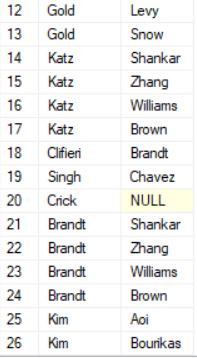 12 Gold Levy
13 Gold Snow
14 Katz Shankar
15 Katz Zhang
16 Katz Williams
17 Katz Brown
18 Clifieri Brandt
19 Singh Chavez
20 Crick NULL
21 Brandt Shankar
22 Brandt Zhang
23 Brandt Williams
24 Brandt Brown
25 Kim Aoi
26 Kim Bourikas